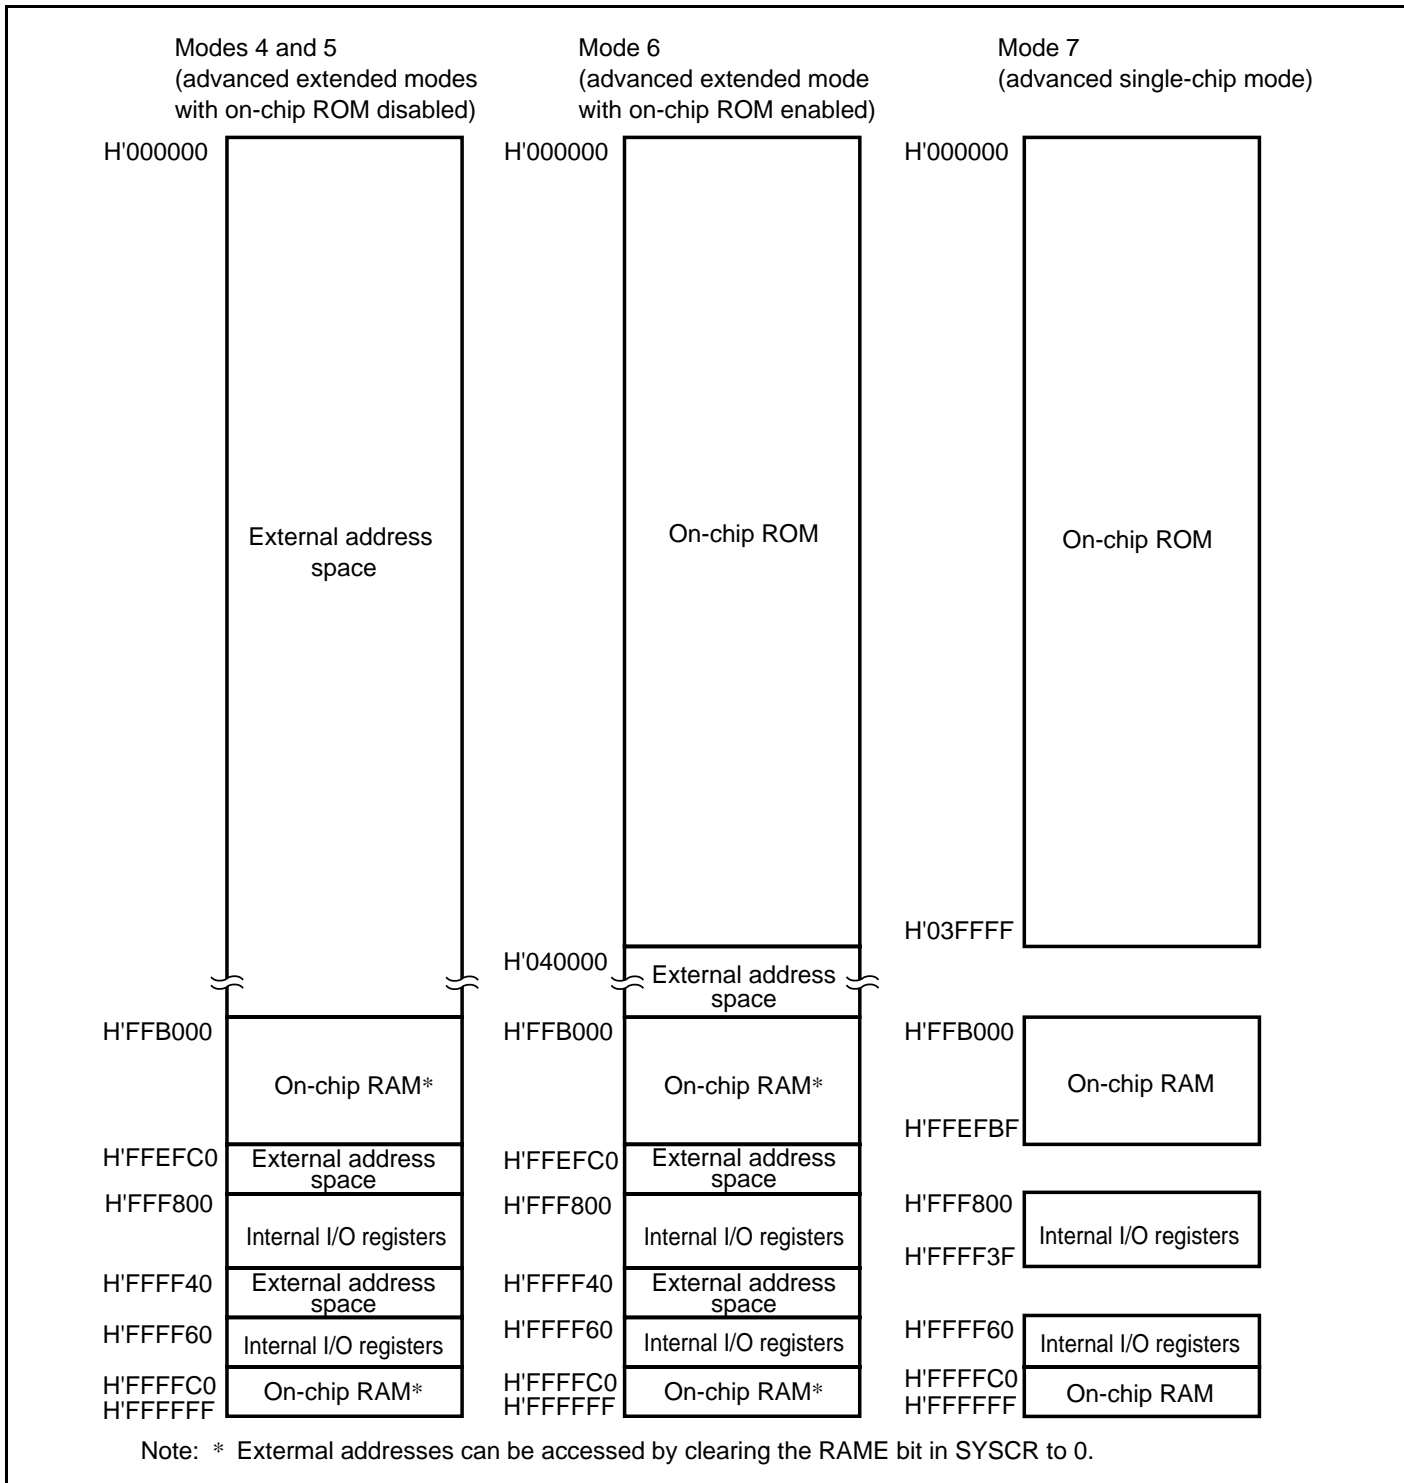 Modes 4 and 5
(advanced extended modes
with on-chip ROM disabled)
H'000000
External address
space
H'FFB000
On-chip RAM*
H'FFEFC0
External address
space
H'FFF800
Internal I/O registers
H'FFFF40
External address
space
H'FFFF60
Internal I/O registers
H'FFFFC0
On-chip RAM*
H'FFFFFF
Mode 6
(advanced extended mode
with on-chip ROM enabled)
H'000000
On-chip ROM
H'040000
External address
space
H'FFB000
On-chip RAM*
H'FFEFC0
External address
space
H'FFF800
Internal I/O registers
H'FFFF40
External address
space
H'FFFF60
Internal I/O registers
H'FFFFC0
On-chip RAM*
H'FFFFFF
Mode 7
(advanced single-chip mode)
H'000000
On-chip ROM
H'03FFFF
H'FFB000
On-chip RAM
H'FFEFBF
H'FFF800
Internal I/O registers
H'FFFF3F
H'FFFF60
Internal I/O registers
H'FFFFC0
On-chip RAM
H'FFFFFF
Note: * Extermal addresses can be accessed by clearing the RAME bit in SYSCR to 0.